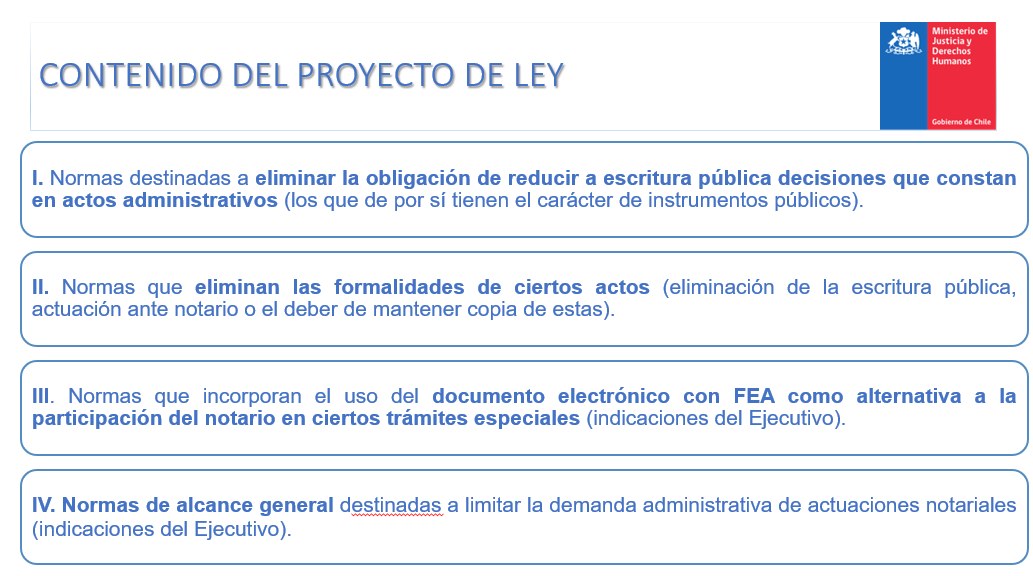 CONTENIDO DEL PROYECTO DE LEY
Ministerio de
Justicia y
Derechos
Humanos
Gobierno de Chile
I. Normas destinadas a eliminar la obligación de reducir a escritura pública decisiones que constan
en actos administrativos (los que de por sí tienen el carácter de instrumentos públicos).
II. Normas que eliminan las formalidades de ciertos actos (eliminación de la escritura pública,
actuación ante notario o el deber de mantener copia de estas).
III. Normas que incorporan el uso del documento electrónico con FEA como alternativa a la
participación del notario en ciertos trámites especiales (indicaciones del Ejecutivo).
IV. Normas de alcance general destinadas a limitar la demanda administrativa de actuaciones notariales
(indicaciones del Ejecutivo).